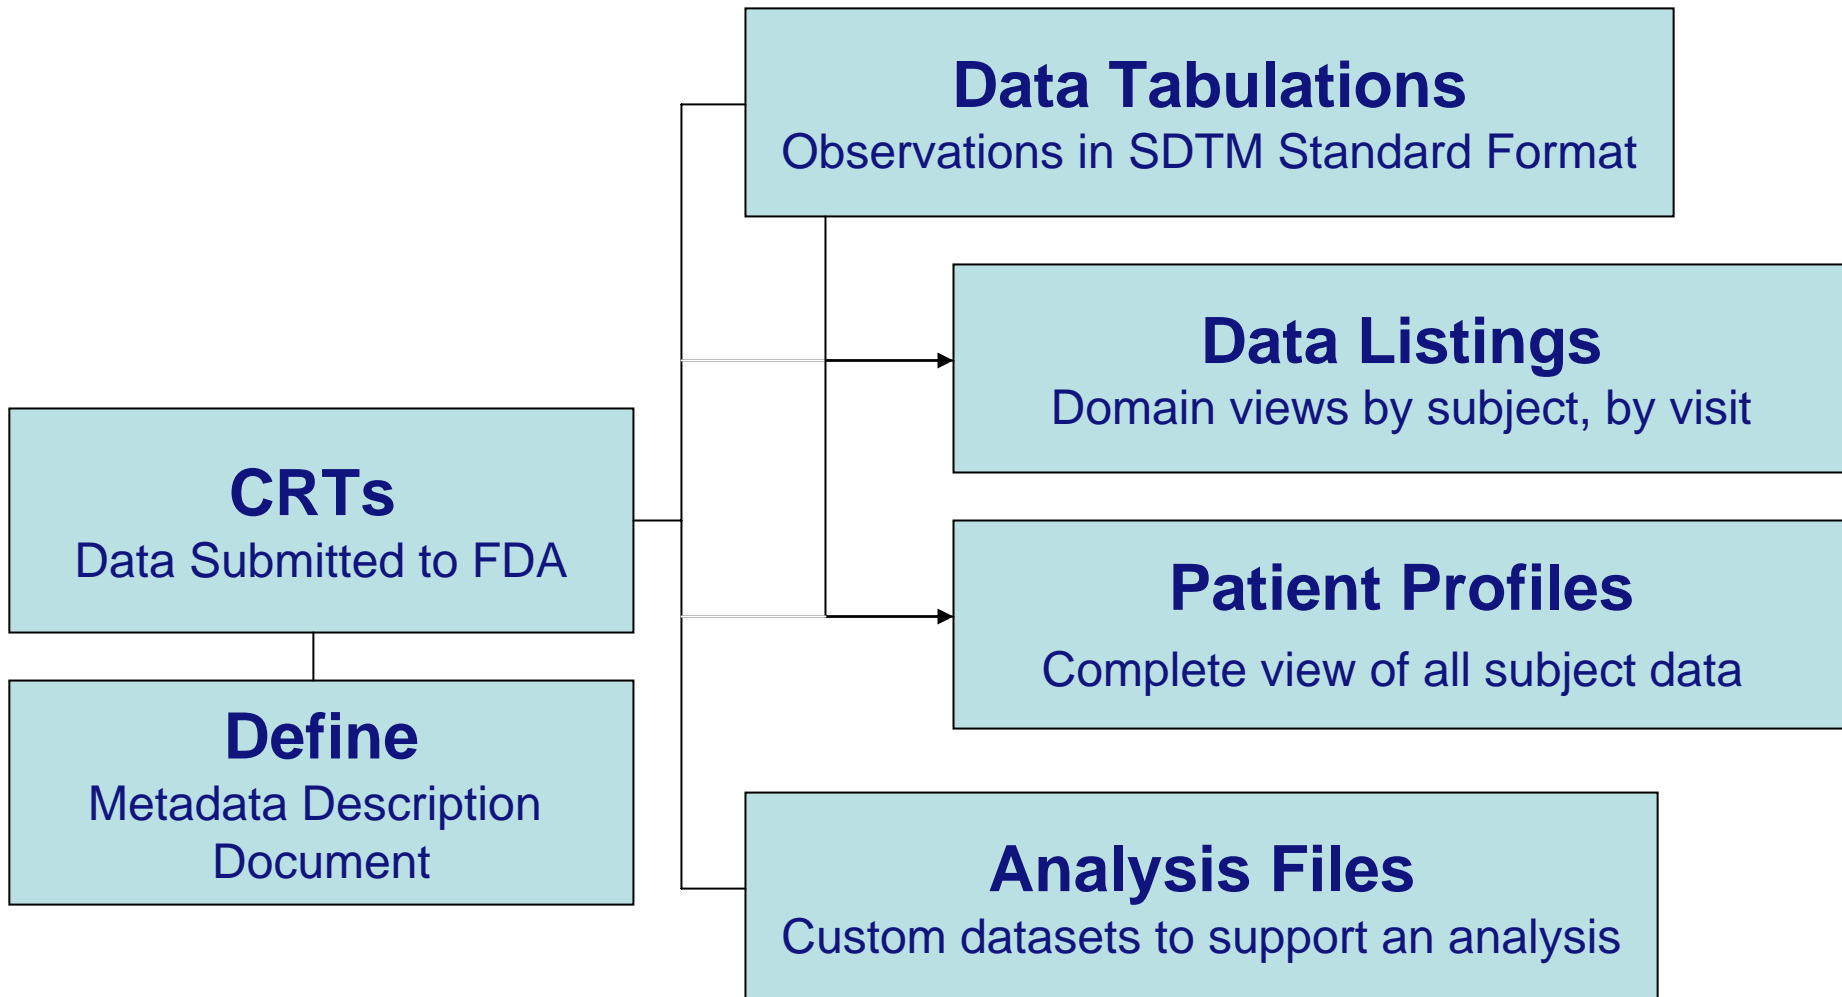 Data Tabulations
Observations in SDTM Standard Format
Data Listings
Domain views by subject, by visit
CRTs
Data Submitted to FDA
Patient Profiles
Complete view of all subject data
Define
Metadata Description
Document
Analysis Files
Custom datasets to support an analysis